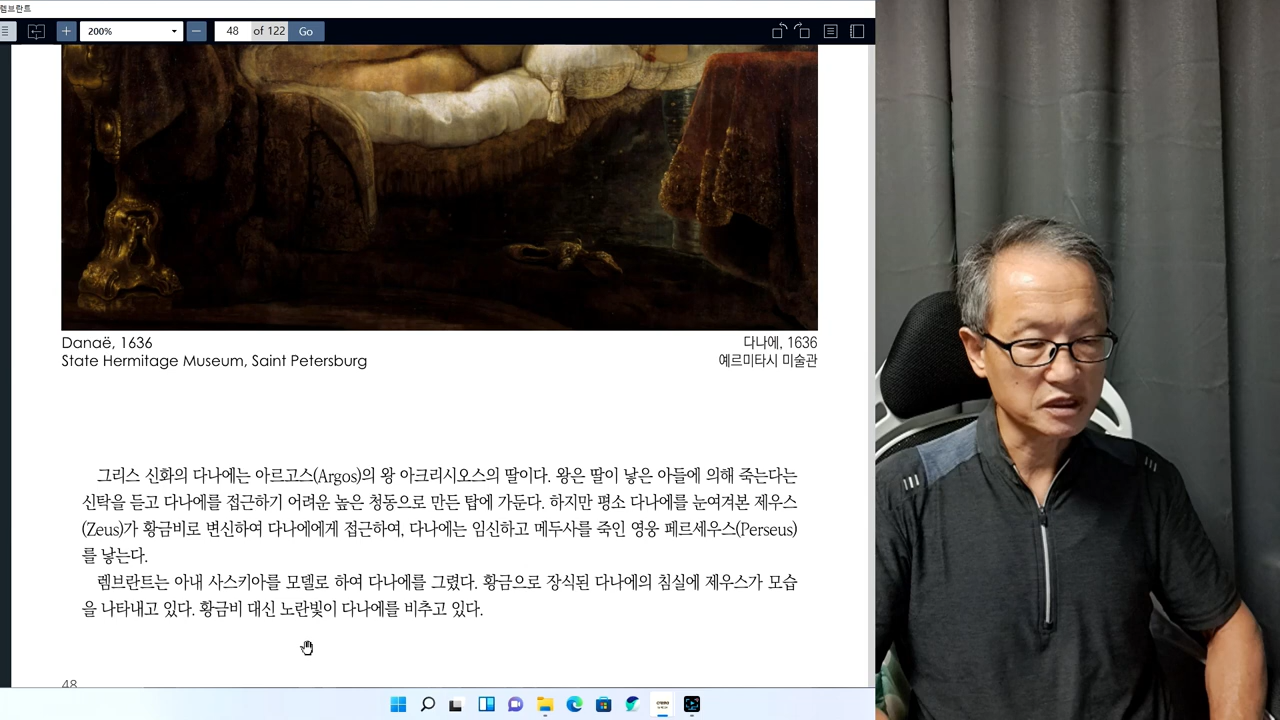 렘브란트
200%
48
of 122
Go
Danaë, 1636
다나에, 1636
State Hermitage Museum, Saint Petersburg
예르미타시 미술관
그리스 신화의 다나에는 아르고스(Argos)의 왕 아크리시오스의 딸이다. 왕은 딸이 낳은 아들에 의해 죽는다는
신탁을 듣고 다나에를 접근하기 어려운 높은 청동으로 만든 탑에 가둔다. 하지만 평소 다나에를 눈여겨본 제우스
(Zeus)가 황금비로 변신하여 다나에에게 접근하여, 다나에는 임신하고 메두사를 죽인 영웅 페르세우스(Perseus)
를 낳는다.
렘브란트는 아내 사스키아를 모델로 하여 다나에를 그렸다. 황금으로 장식된 다나에의 침실에 제우스가 모습
을 나타내고 있다. 황금비 대신 노란빛이 다나에를 비추고 있다.
48